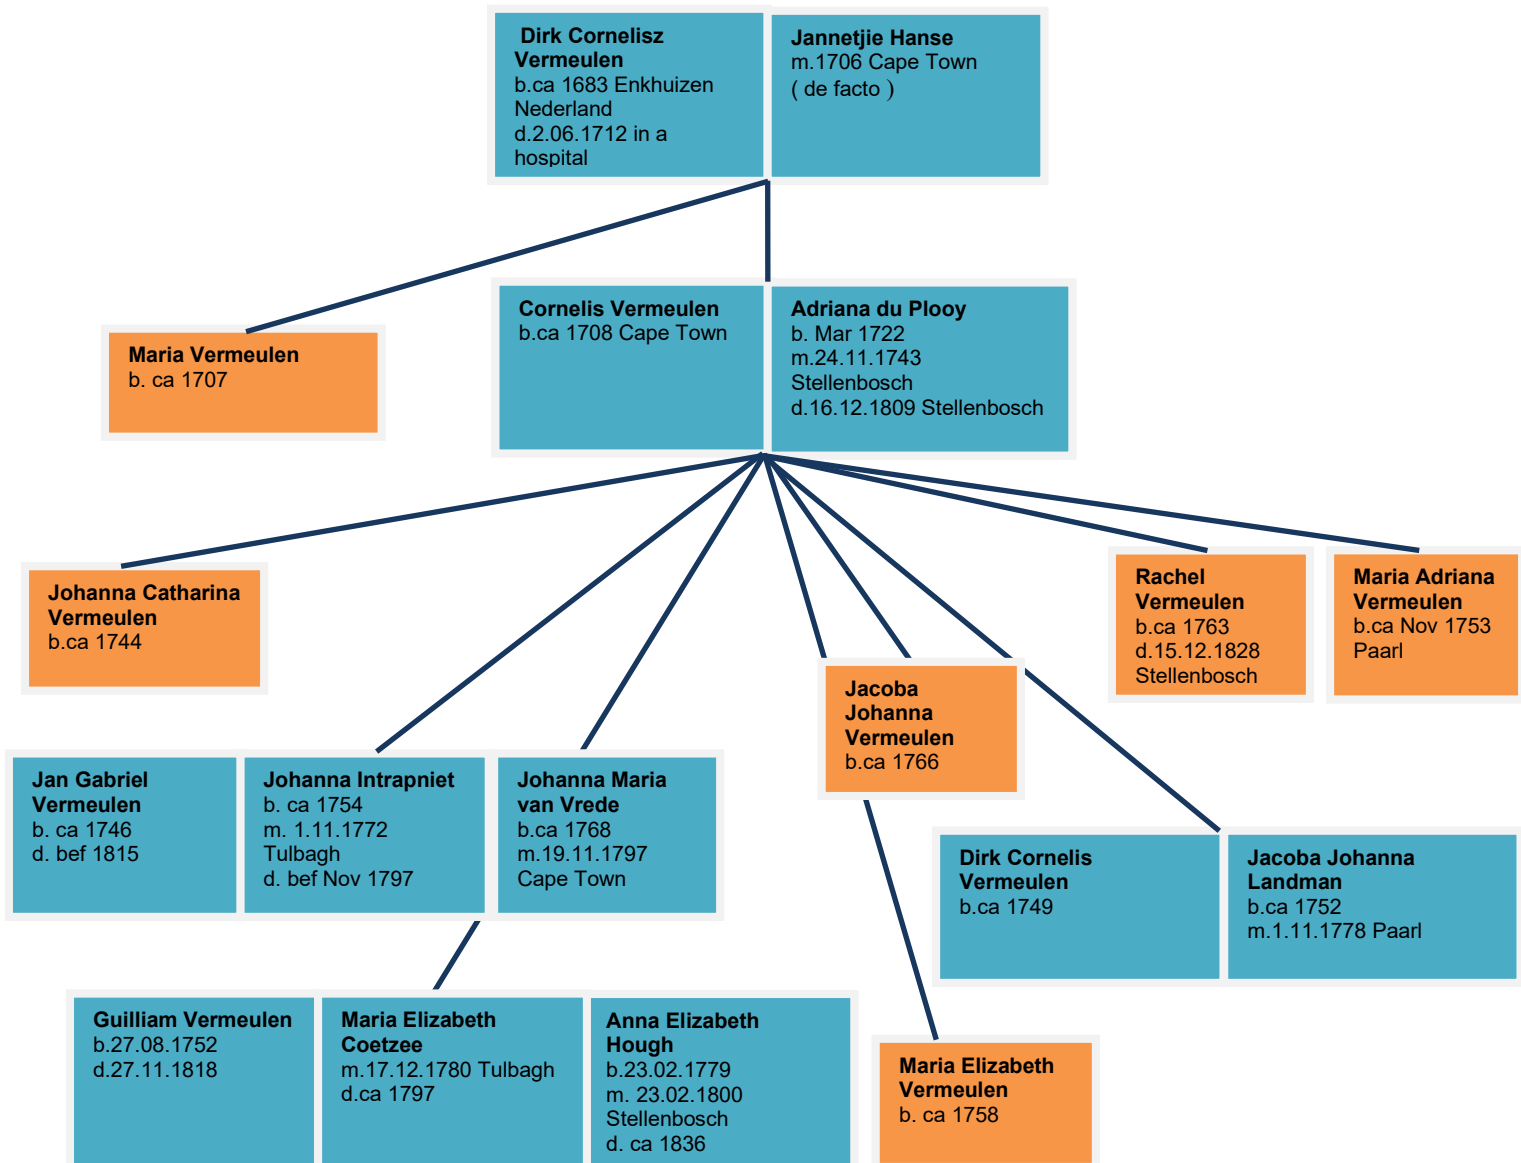 Dirk Cornelisz
Vermeulen
b.ca 1683 Enkhuizen
Nederland
d.2.06.1712 in a
hospital
Jannetjie Hanse
m.1706 Cape Town
( de facto )
Maria Vermeulen
b. ca 1707
Cornelis Vermeulen
b.ca 1708 Cape Town
Adriana du Plooy
b. Mar 1722
m.24.11.1743
Stellenbosch
d.16.12.1809 Stellenbosch
Johanna Catharina
Vermeulen
b.ca 1744
Rachel
Vermeulen
b.ca 1763
d.15.12.1828
Stellenbosch
Maria Adriana
Vermeulen
b.ca Nov 1753
Paarl
Jacoba
Johanna
Vermeulen
b.ca 1766
Jan Gabriel
Vermeulen
b. ca 1746
d. bef 1815
Johanna Intrapniet
b. ca 1754
m. 1.11.1772
Tulbagh
d. bef Nov 1797
Johanna Maria
van Vrede
b.ca 1768
m.19.11.1797
Cape Town
Dirk Cornelis
Vermeulen
b.ca 1749
Jacoba Johanna
Landman
b.ca 1752
m.1.11.1778 Paarl
Guilliam Vermeulen
b.27.08.1752
d.27.11.1818
Maria Elizabeth
Coetzee
m.17.12.1780 Tulbagh
d.ca 1797
Anna Elizabeth
Hough
b.23.02.1779
m. 23.02.1800
Stellenbosch
d. ca 1836
Maria Elizabeth
Vermeulen
b. ca 1758